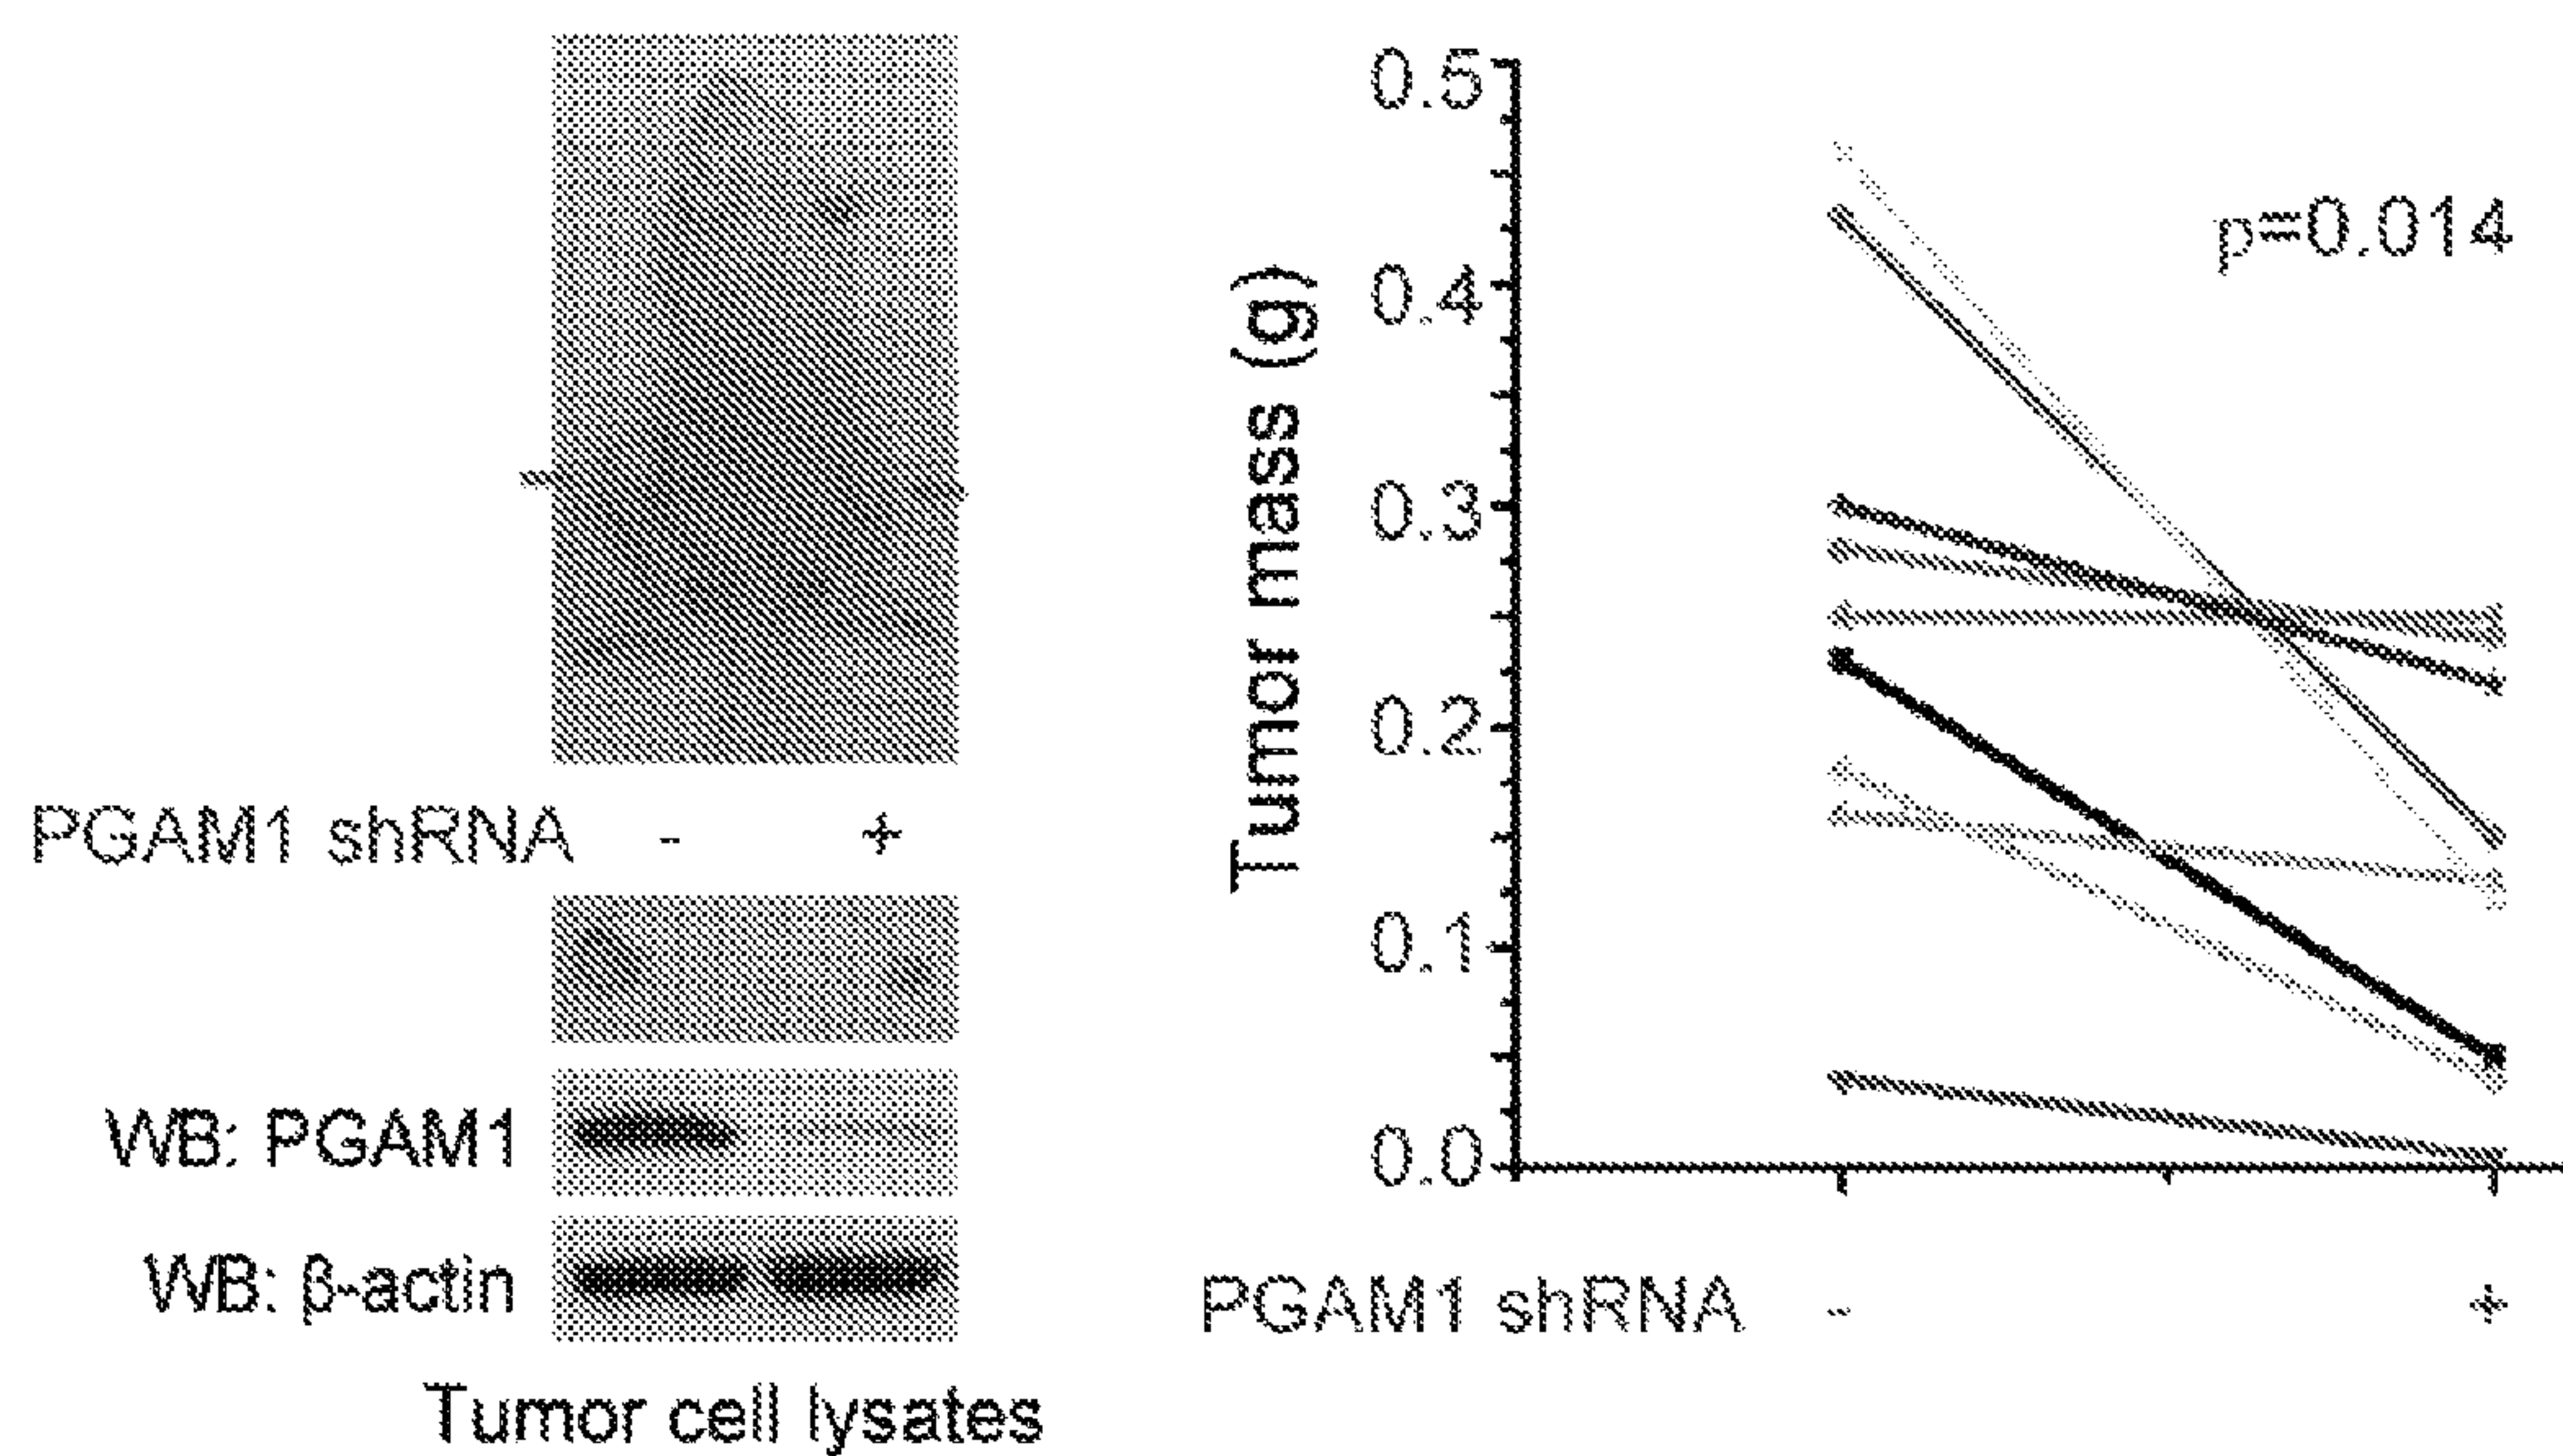 PGAM1 shRNA - +
WB: PGAM1
WB: β-actin
Tumor cell lysates
Tumor mass (g)
0.5
0.4
0.3
0.2
0.1
0.0
p=0.014
PGAM1 shRNA - +